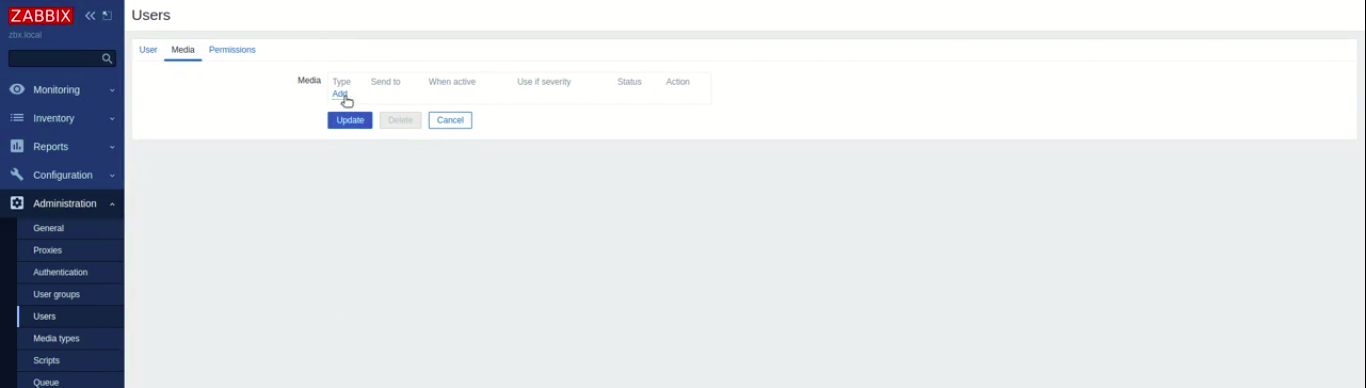 ZABBIX
zbx.local
Monitoring
Inventory
Reports
Configuration
Administration
General
Proxies
Authentication
User groups
Users
Media types
Scripts
Queue
Users
User Media Permissions
Media Type Send to When active Use if severity Status Action
Add
Update Delete Cancel